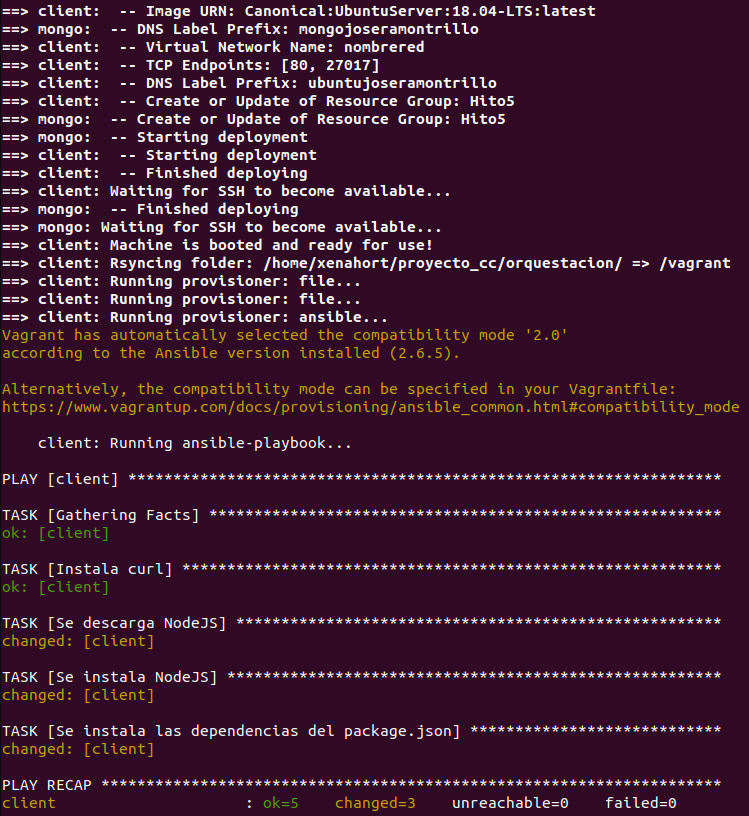 ==> client:  -- Image URN: Canonical:UbuntuServer:18.04-LTS:latest
==> mongo:  -- DNS Label Prefix: mongojoseramontrillo
==> client:  -- Virtual Network Name: nombrered
==> client:  -- TCP Endpoints: [80, 27017]
==> client:  -- DNS Label Prefix: ubuntujoseramontrillo
==> client:  -- Create or Update of Resource Group: Hito5
==> mongo:  -- Create or Update of Resource Group: Hito5
==> mongo:  -- Starting deployment
==> client:  -- Starting deployment
==> client:  -- Finished deploying
==> client: Waiting for SSH to become available...
==> mongo:  -- Finished deploying
==> mongo: Waiting for SSH to become available...
==> client: Machine is booted and ready for use!
==> client: Rsyncing folder: /home/xenahort/proyecto_cc/orquestacion/ => /vagrant
==> client: Running provisioner: file...
==> client: Running provisioner: file...
==> client: Running provisioner: ansible...
Vagrant has automatically selected the compatibility mode '2.0'
according to the Ansible version installed (2.6.5).
Alternatively, the compatibility mode can be specified in your Vagrantfile:
https://www.vagrantup.com/docs/provisioning/ansible_common.html#compatibility_mode
    client: Running ansible-playbook...
PLAY [client] ******************************************************************
TASK [Gathering Facts] *********************************************************
ok: [client]
TASK [Instala curl] ************************************************************
ok: [client]
TASK [Se descarga NodeJS] ******************************************************
changed: [client]
TASK [Se instala NodeJS] *******************************************************
changed: [client]
TASK [Se instala las dependencias del package.json] ****************************
changed: [client]
PLAY RECAP *********************************************************************
client                     : ok=5    changed=3    unreachable=0    failed=0